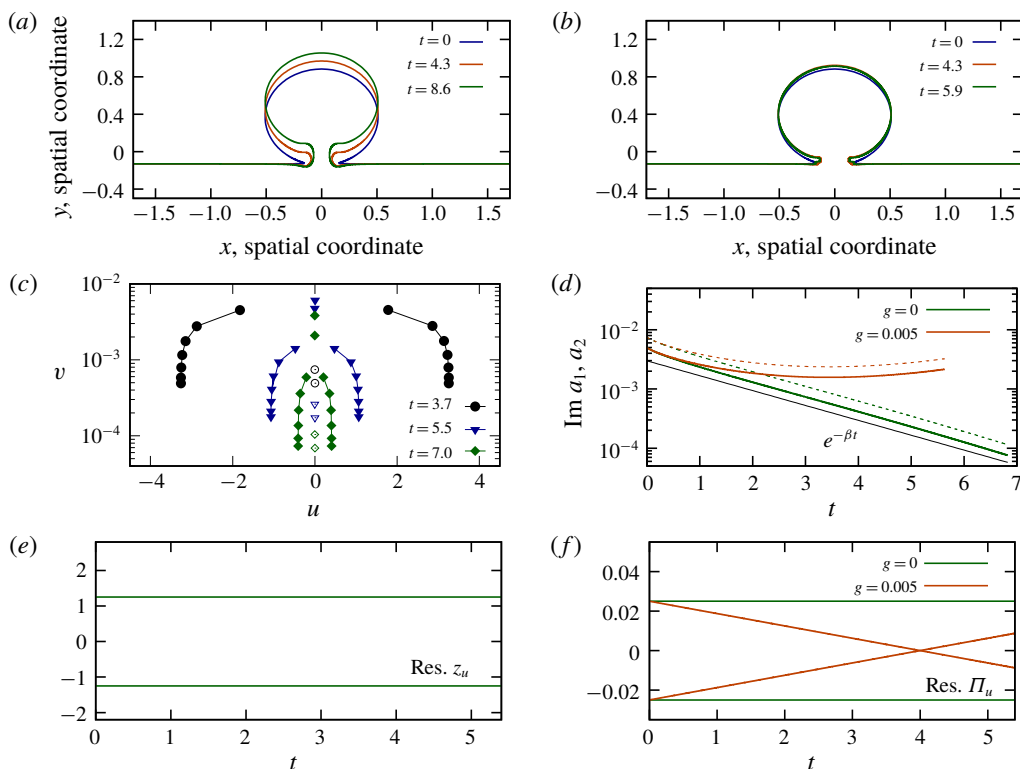 (a)
y, spatial coordinate
1.2
0.8
0.4
0
−0.4
t = 0
t = 4.3
t = 8.6
−1.5 −1.0 −0.5 0 0.5 1.0 1.5
x, spatial coordinate
(b)
1.2
0.8
0.4
0
−0.4
t = 0
t = 4.3
t = 5.9
−1.5 −1.0 −0.5 0 0.5 1.0 1.5
x, spatial coordinate
(c)
v
10−2
10−3
10−4
t = 3.7
t = 5.5
t = 7.0
−4 −2 0 2 4
u
(d)
Im a1, a2
10−2
10−3
10−4
g = 0
g = 0.005
e−βt
0 1 2 3 4 5 6 7
t
(e)
2
1
0
−1
−2
Res. zu
0 1 2 3 4 5
t
(f)
0.04
0.02
0
−0.02
g = 0
g = 0.005
Res. Πu
0 1 2 3 4 5
t